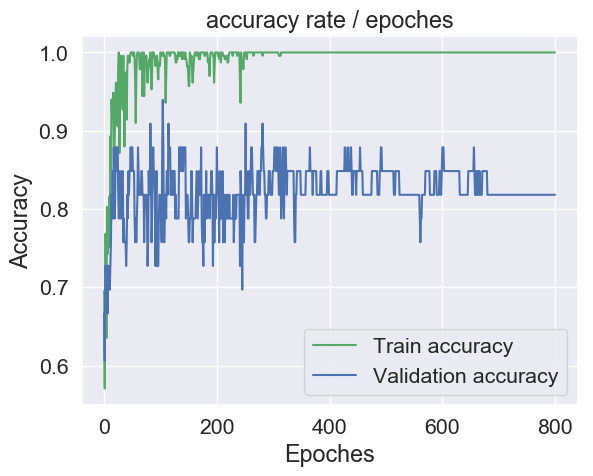 accuracy rate / epoches
1.0
0.9
0.8
0.7
0.6
Accuracy
Train accuracy
Validation accuracy
0
200
400
600
800
Epoches